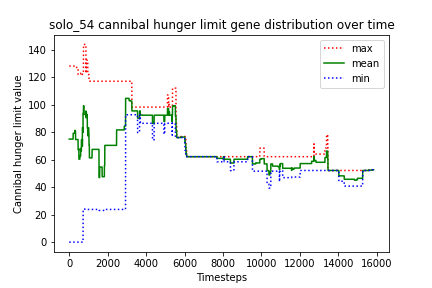 solo_54 cannibal hunger limit gene distribution over time
max
mean
min
Cannibal hunger limit value
140
120
100
80
60
40
20
0
0 2000 4000 6000 8000 10000 12000 14000 16000
Timesteps